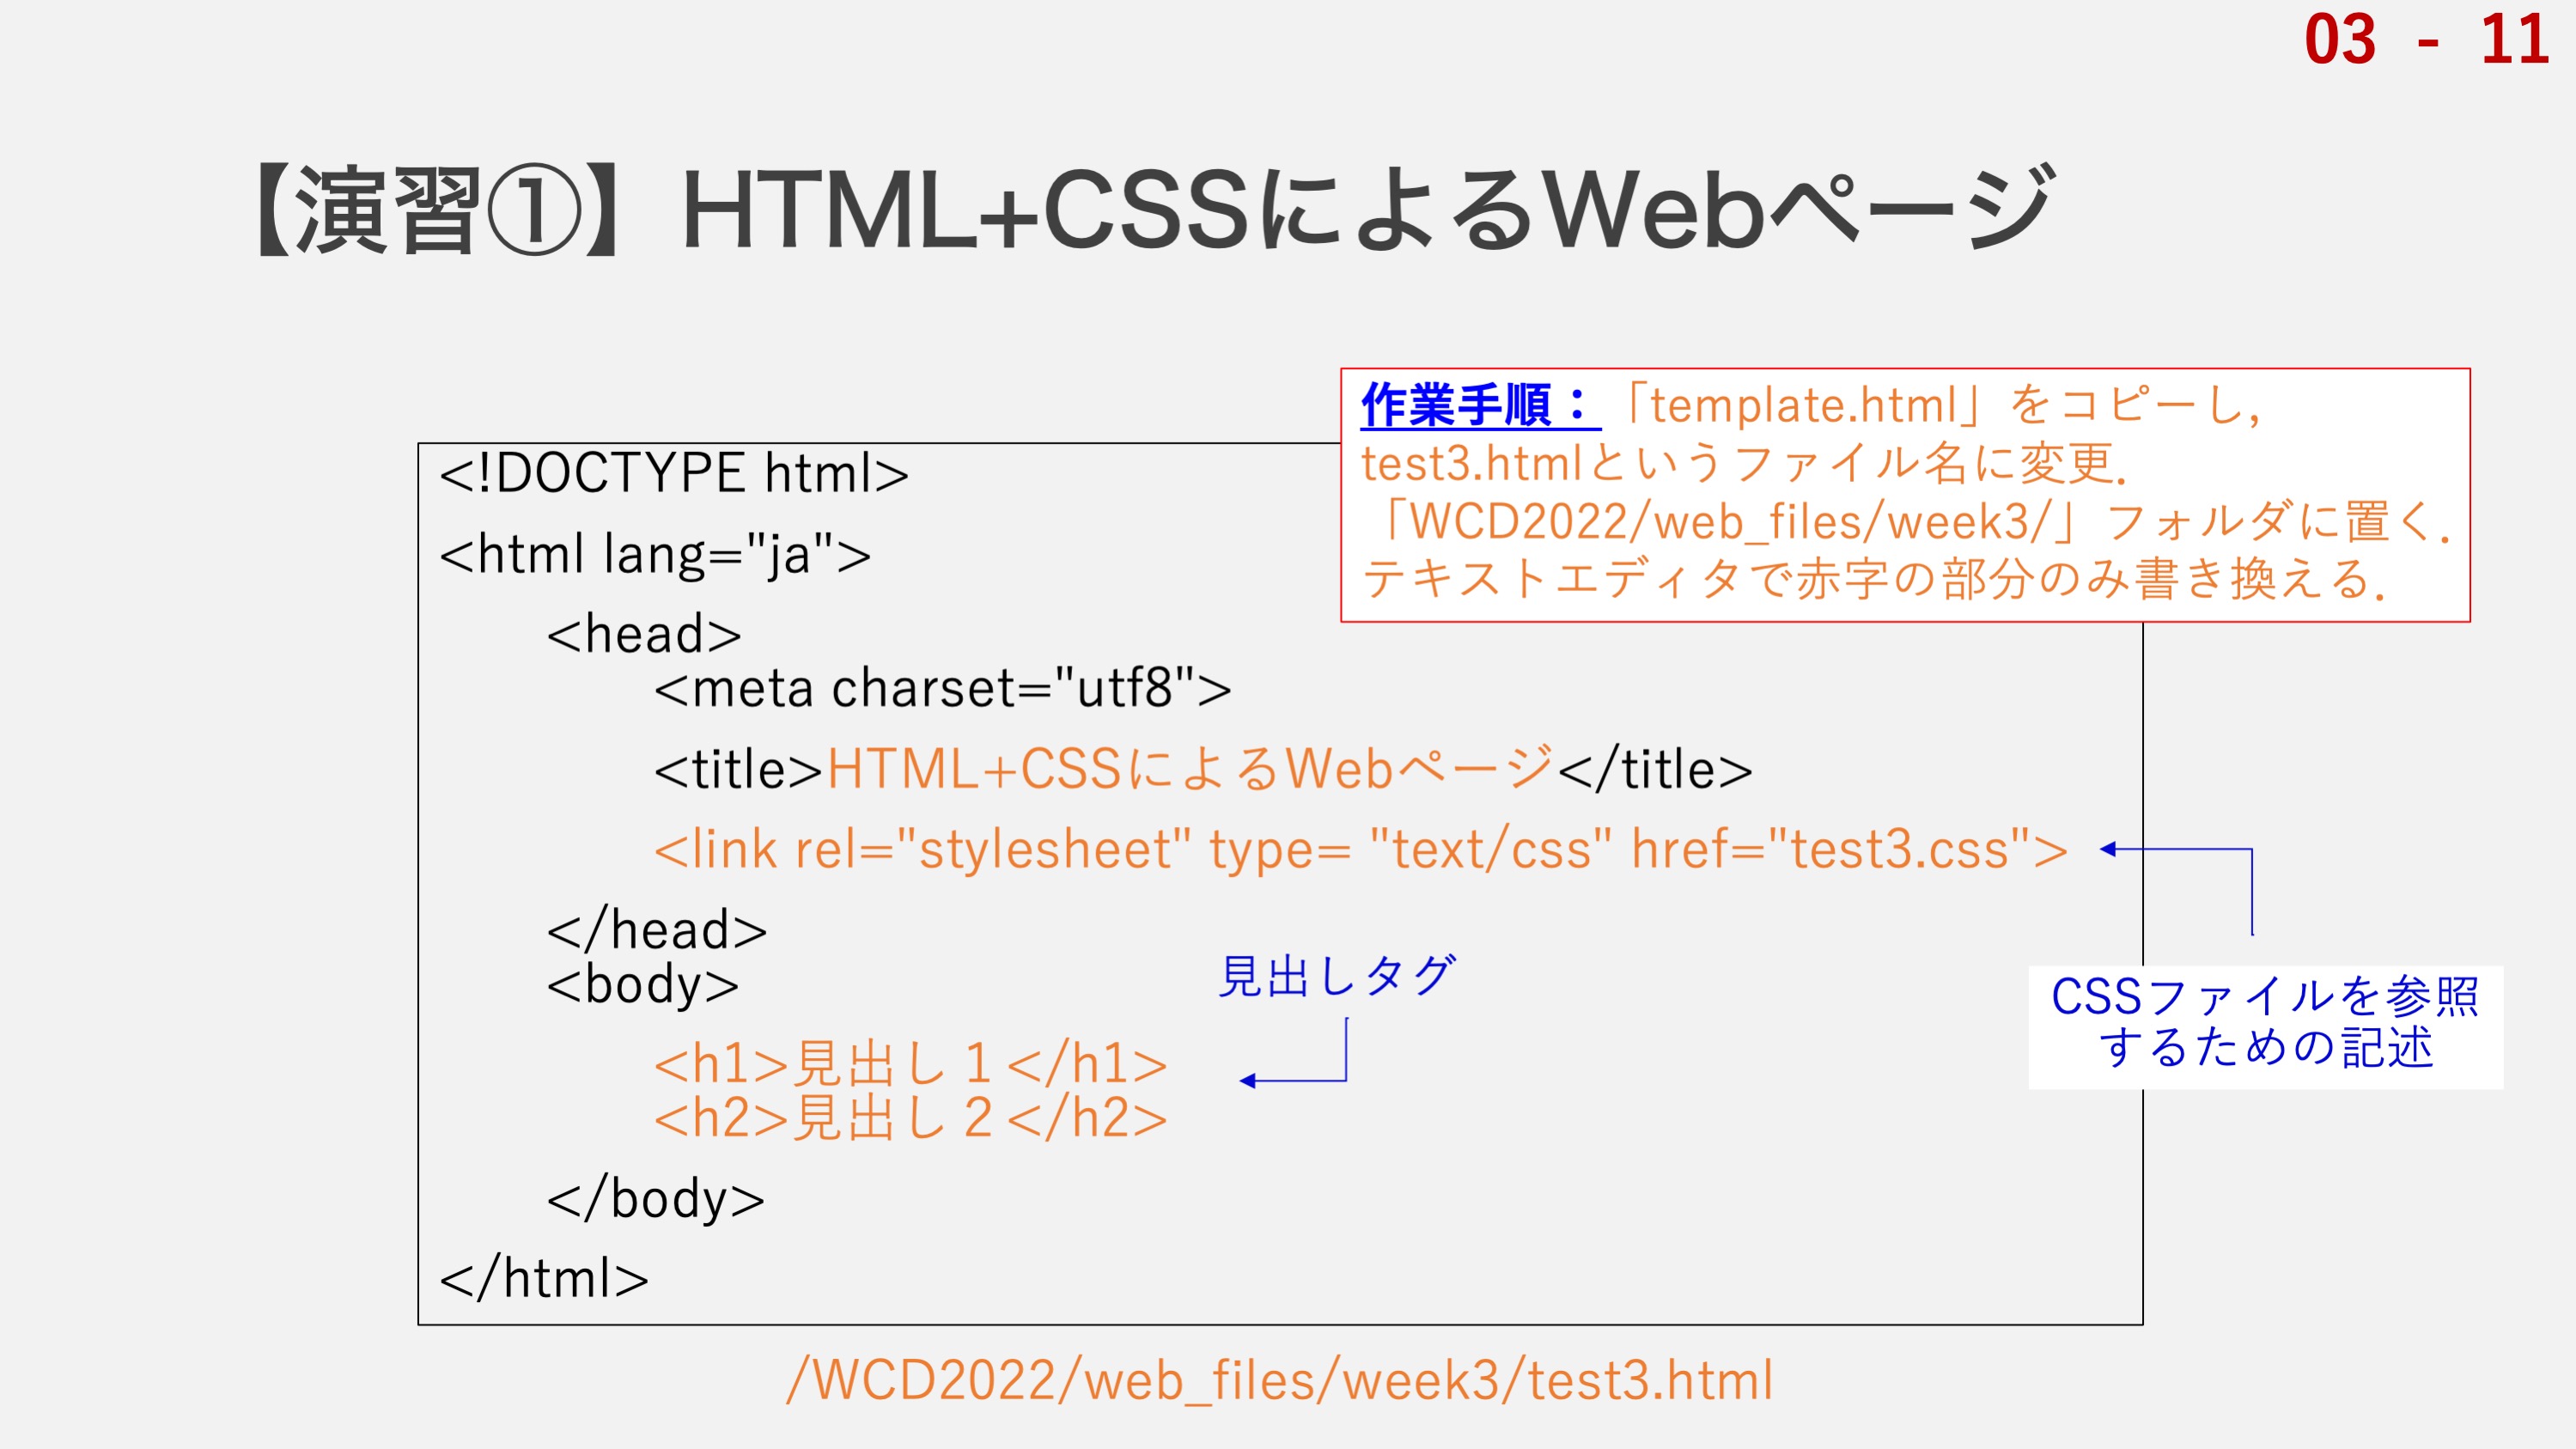 03 - 11
【演習①】HTML+CSSによるWebページ
作業手順：「template.html」をコピーし，
test3.htmlというファイル名に変更．
「WCD2022/web_files/week3/」フォルダに置く．
テキストエディタで赤字の部分のみ書き換える．
<!DOCTYPE html>
<html lang="ja">
<head>
<meta charset="utf8">
<title>HTML+CSSによるWebページ</title>
<link rel="stylesheet" type= "text/css" href="test3.css">
</head>
<body>
見出しタグ
CSSファイルを参照
するための記述
<h1>見出し１</h1>
<h2>見出し２</h2>
</body>
</html>
/WCD2022/web_files/week3/test3.html